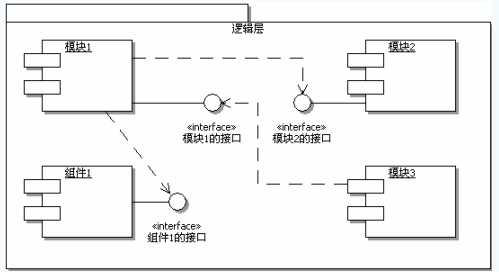 逻辑层
模块1
模块2
«interface»
模块1的接口
«interface»
模块2的接口
组件1
模块3
«interface»
组件1的接口